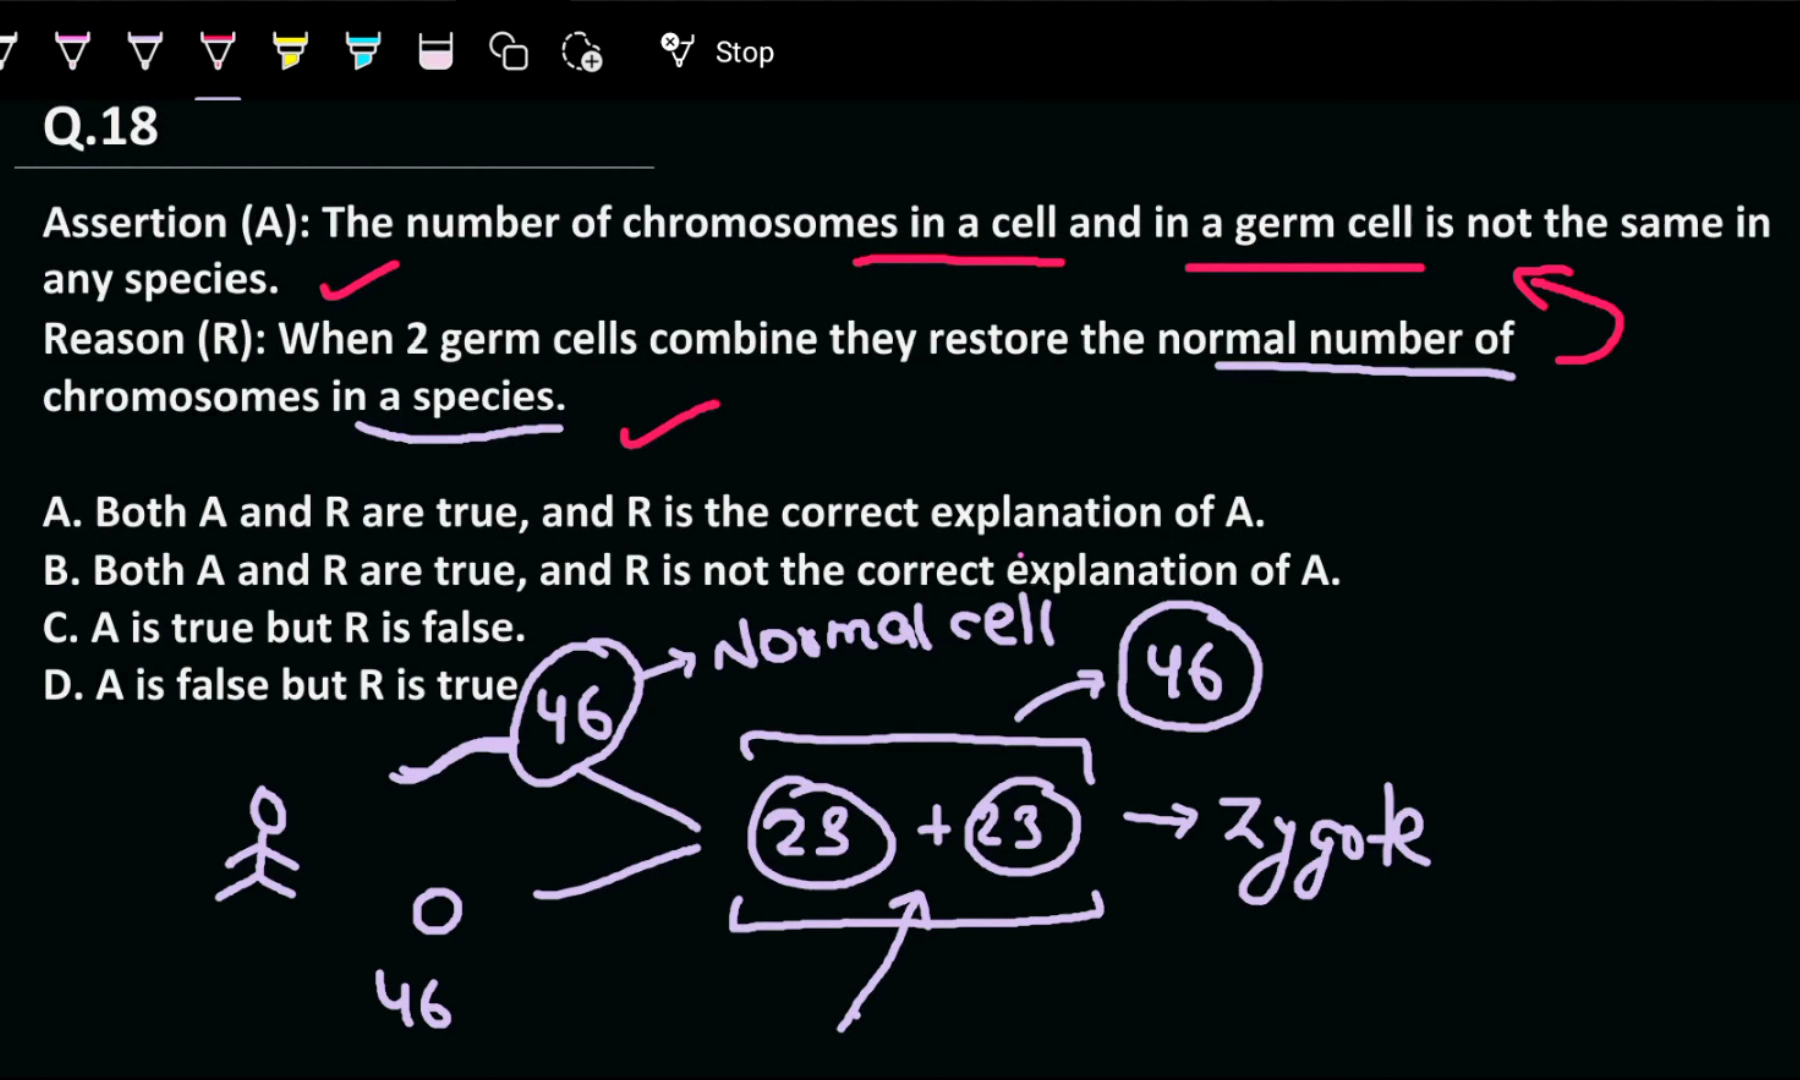 Stop
Q.18
Assertion (A): The number of chromosomes in a cell and in a germ cell is not the same in
any species.
Reason (R): When 2 germ cells combine they restore the normal number of
chromosomes in a species.
A. Both A and R are true, and R is the correct explanation of A.
B. Both A and R are true, and R is not the correct explanation of A.
C. A is true but R is false.
D. A is false but R is true
46 → Normal cell
46
23 + 23 → Zygote
46